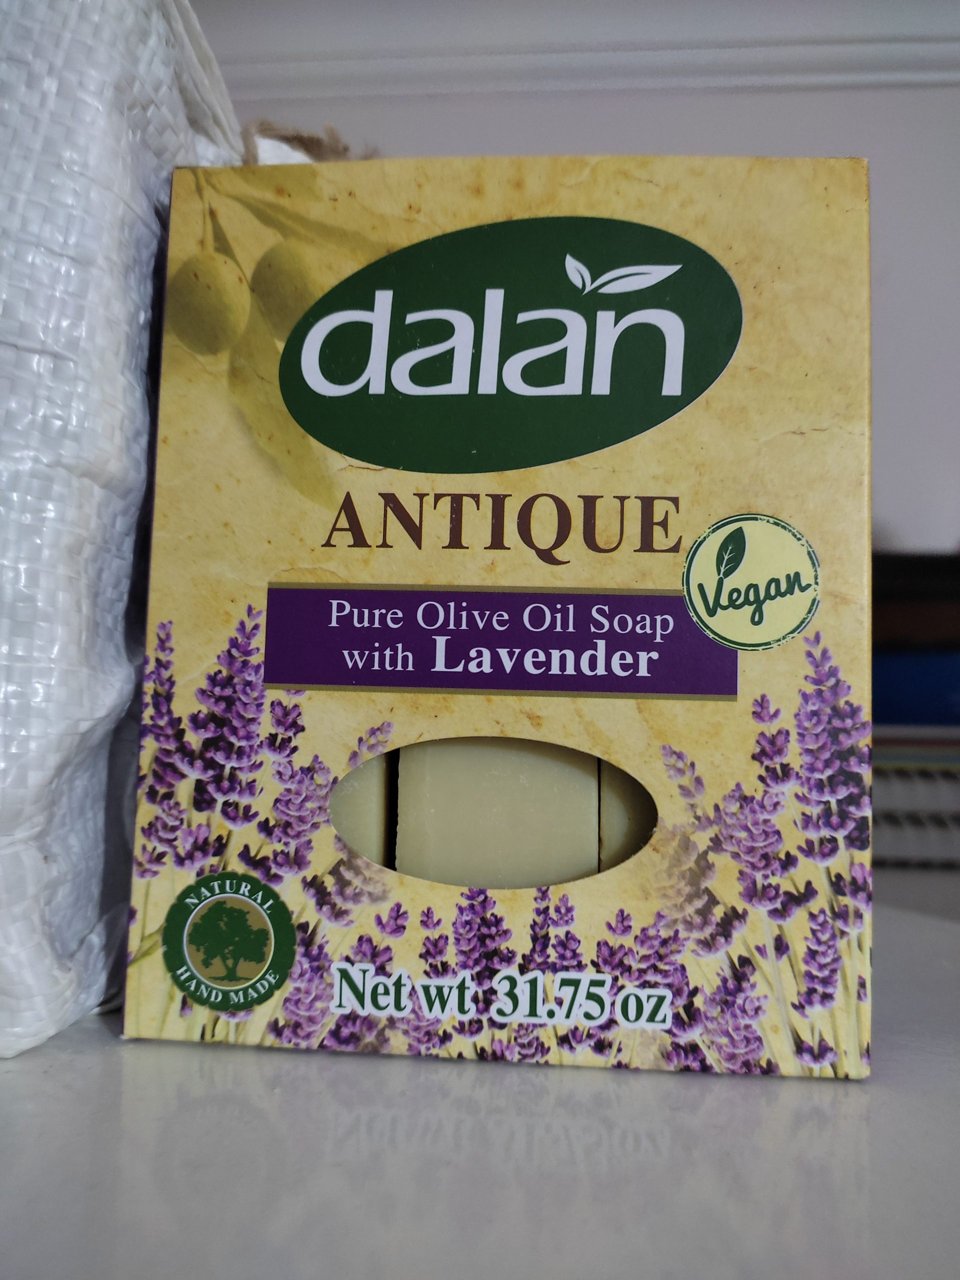 dalan
ANTIQUE
Vegan
Pure Olive Oil Soap
with Lavender
NATURAL
HAND MADE
Net wt 31.75 oz